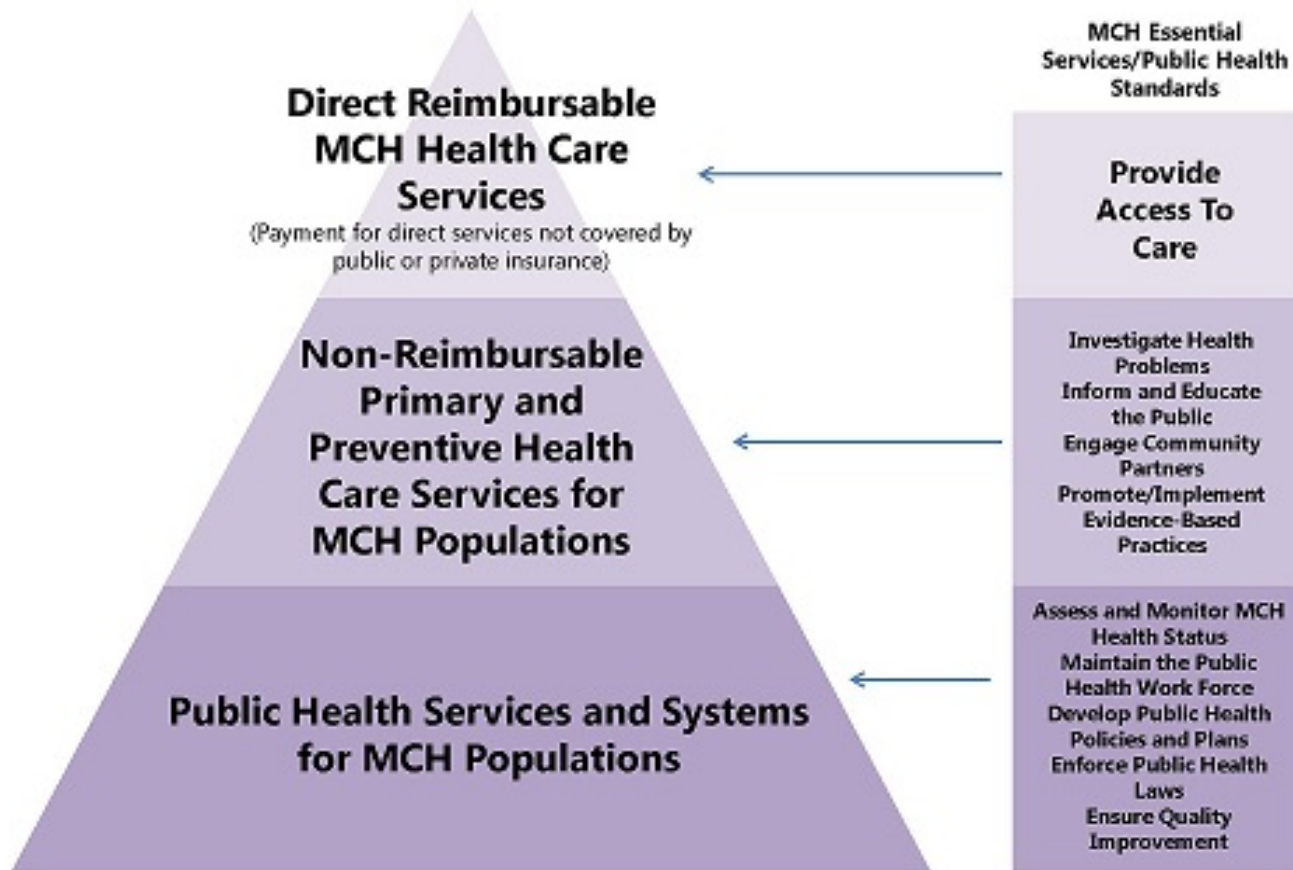 Direct Reimbursable
MCH Health Care
Services
(Payment for direct services not covered by
public or private insurance)
Non-Reimbursable
Primary and
Preventive Health
Care Services for
MCH Populations
Public Health Services and Systems
for MCH Populations
MCH Essential
Services/Public Health
Standards
Provide
Access To
Care
Investigate Health
Problems
Inform and Educate
the Public
Engage Community
Partners
Promote/Implement
Evidence-Based
Practices
Assess and Monitor MCH
Health Status
Maintain the Public
Health Work Force
Develop Public Health
Policies and Plans
Enforce Public Health
Laws
Ensure Quality
Improvement